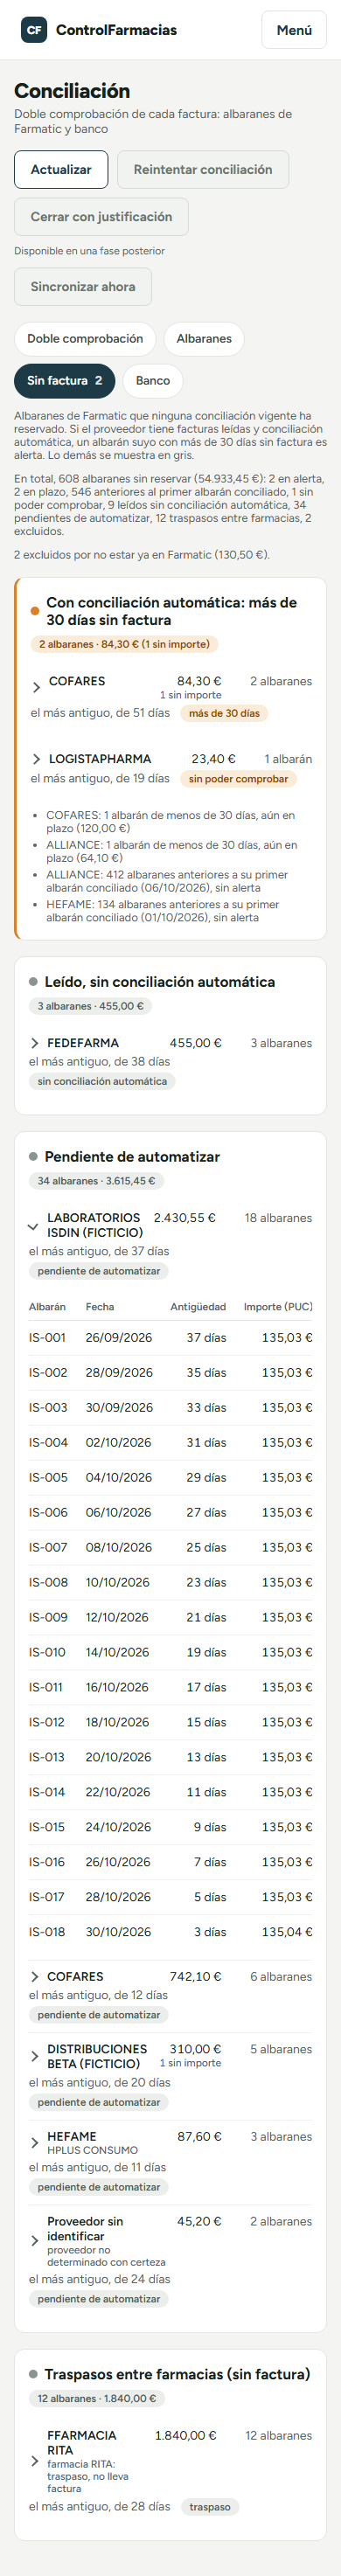 CF ControlFarmacias Menú
Conciliación
Doble comprobación de cada factura: albaranes de
Farmatic y banco
Actualizar Reintentar conciliación
Cerrar con justificación
Disponible en una fase posterior
Sincronizar ahora
Doble comprobación Albaranes
Sin factura 2 Banco
Albaranes de Farmatic que ninguna conciliación vigente ha
reservado. Si el proveedor tiene facturas leídas y conciliación
automática, un albarán suyo con más de 30 días sin factura es
alerta. Lo demás se muestra en gris.
En total, 608 albaranes sin reservar (54.933,45 €): 2 en alerta,
2 en plazo, 546 anteriores al primer albarán conciliado, 1 sin
poder comprobar, 9 leídos sin conciliación automática, 34
pendientes de automatizar, 12 traspasos entre farmacias, 2
excluidos.
2 excluidos por no estar ya en Farmatic (130,50 €).
Con conciliación automática: más de
30 días sin factura
2 albaranes · 84,30 € (1 sin importe)
COFARES 84,30 € 2 albaranes
1 sin importe
el más antiguo, de 51 días más de 30 días
LOGISTAPHARMA 23,40 € 1 albarán
el más antiguo, de 19 días sin poder comprobar
• COFARES: 1 albarán de menos de 30 días, aún en
plazo (120,00 €)
• ALLIANCE: 1 albarán de menos de 30 días, aún en
plazo (64,10 €)
• ALLIANCE: 412 albaranes anteriores a su primer
albarán conciliado (06/10/2026), sin alerta
• HEFAME: 134 albaranes anteriores a su primer
albarán conciliado (01/10/2026), sin alerta
Leído, sin conciliación automática
3 albaranes · 455,00 €
FEDEFARMA 455,00 € 3 albaranes
el más antiguo, de 38 días
sin conciliación automática
Pendiente de automatizar
34 albaranes · 3.615,45 €
LABORATORIOS 2.430,55 € 18 albaranes
ISDIN (FICTICIO)
el más antiguo, de 37 días
pendiente de automatizar
Albarán Fecha Antigüedad Importe (PUC)
IS-001 26/09/2026 37 días 135,03 €
IS-002 28/09/2026 35 días 135,03 €
IS-003 30/09/2026 33 días 135,03 €
IS-004 02/10/2026 31 días 135,03 €
IS-005 04/10/2026 29 días 135,03 €
IS-006 06/10/2026 27 días 135,03 €
IS-007 08/10/2026 25 días 135,03 €
IS-008 10/10/2026 23 días 135,03 €
IS-009 12/10/2026 21 días 135,03 €
IS-010 14/10/2026 19 días 135,03 €
IS-011 16/10/2026 17 días 135,03 €
IS-012 18/10/2026 15 días 135,03 €
IS-013 20/10/2026 13 días 135,03 €
IS-014 22/10/2026 11 días 135,03 €
IS-015 24/10/2026 9 días 135,03 €
IS-016 26/10/2026 7 días 135,03 €
IS-017 28/10/2026 5 días 135,03 €
IS-018 30/10/2026 3 días 135,04 €
COFARES 742,10 € 6 albaranes
el más antiguo, de 12 días
pendiente de automatizar
DISTRIBUCIONES 310,00 € 5 albaranes
BETA (FICTICIO) 1 sin importe
el más antiguo, de 20 días
pendiente de automatizar
HEFAME 87,60 € 3 albaranes
HPLUS CONSUMO
el más antiguo, de 11 días
pendiente de automatizar
Proveedor sin 45,20 € 2 albaranes
identificar
proveedor no
determinado con certeza
el más antiguo, de 24 días
pendiente de automatizar
Traspasos entre farmacias (sin factura)
12 albaranes · 1.840,00 €
FFARMACIA 1.840,00 € 12 albaranes
RITA
farmacia RITA:
traspaso, no lleva
factura
el más antiguo, de 28 días traspaso